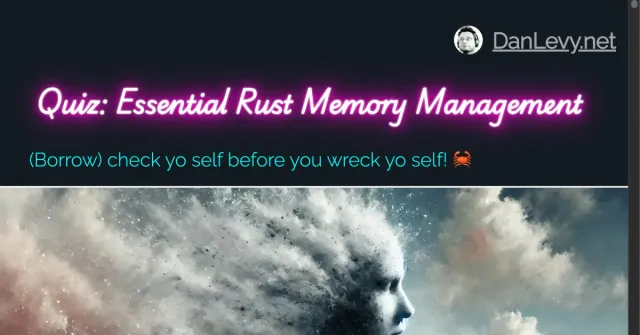 DanLevy.net
Quiz: Essential Rust Memory Management
(Borrow) check yo self before you wreck yo self! 🦀